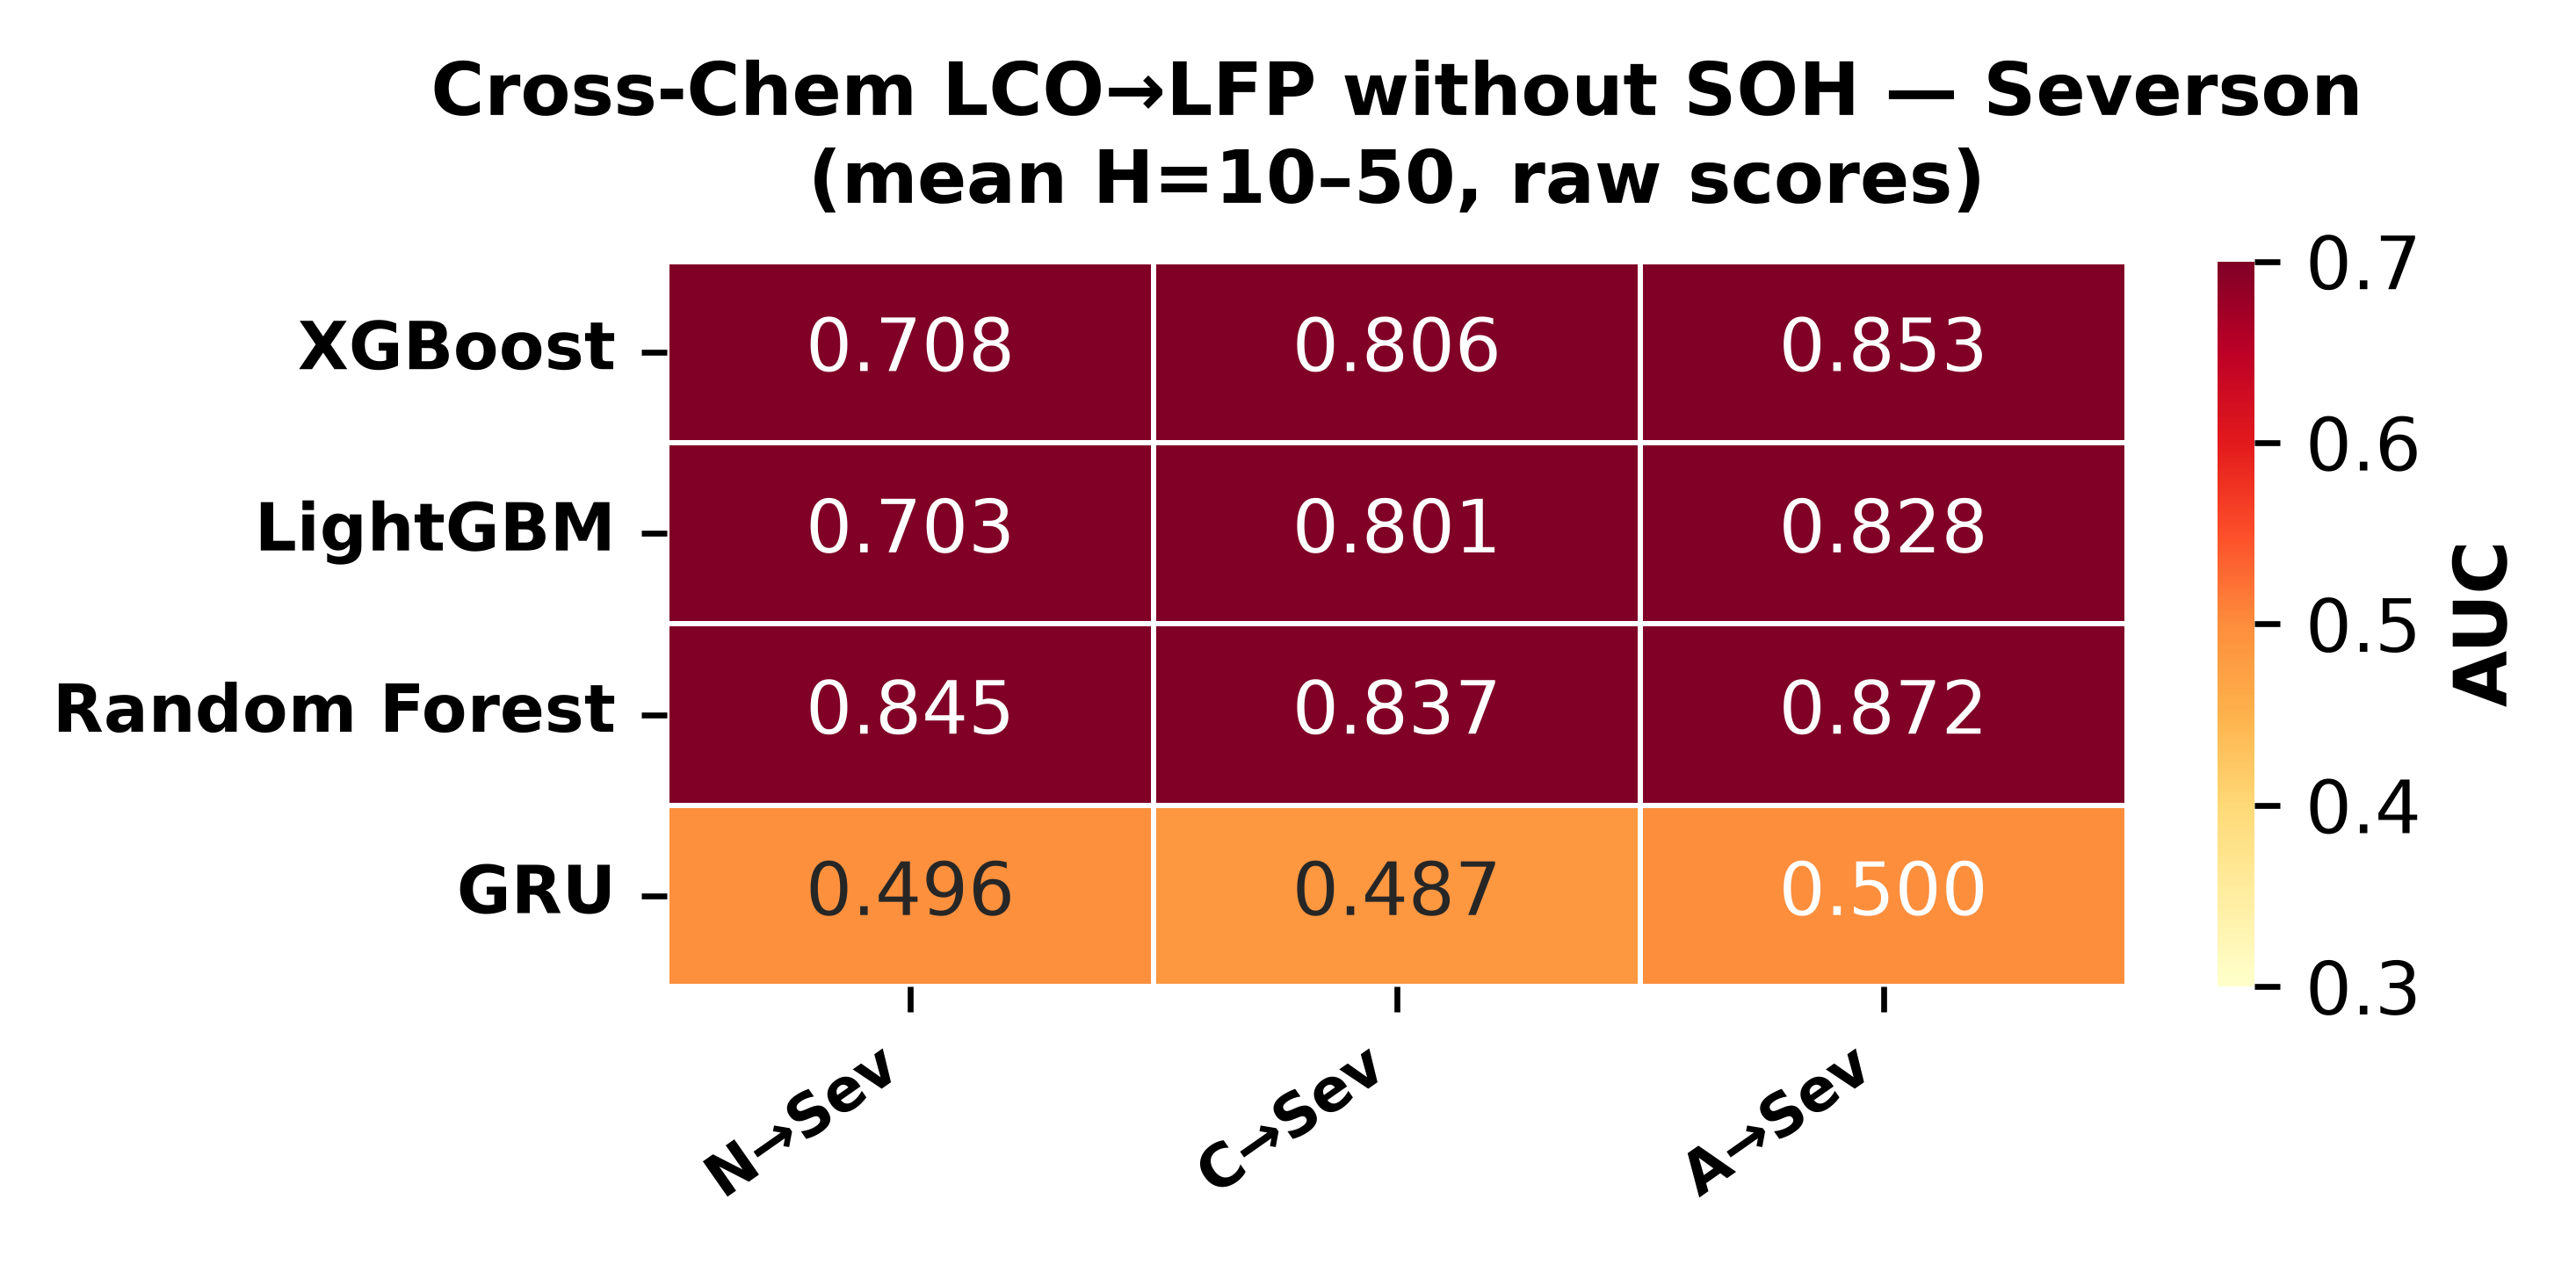 Cross-Chem LCO→LFP without SOH — Severson
(mean H=10–50, raw scores)
XGBoost 0.708 0.806 0.853
LightGBM 0.703 0.801 0.828
Random Forest 0.845 0.837 0.872
GRU 0.496 0.487 0.500
N→Sev C→Sev A→Sev
0.7
0.6
0.5
0.4
0.3
AUC